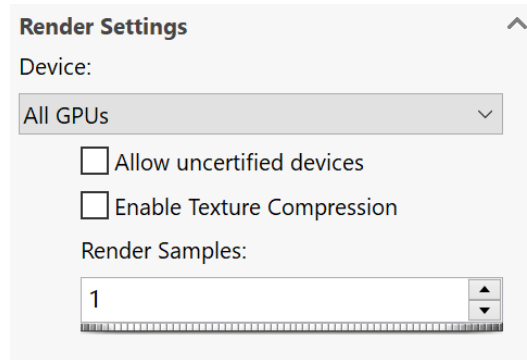 Render Settings
Device:
All GPUs
Allow uncertified devices
Enable Texture Compression
Render Samples:
1